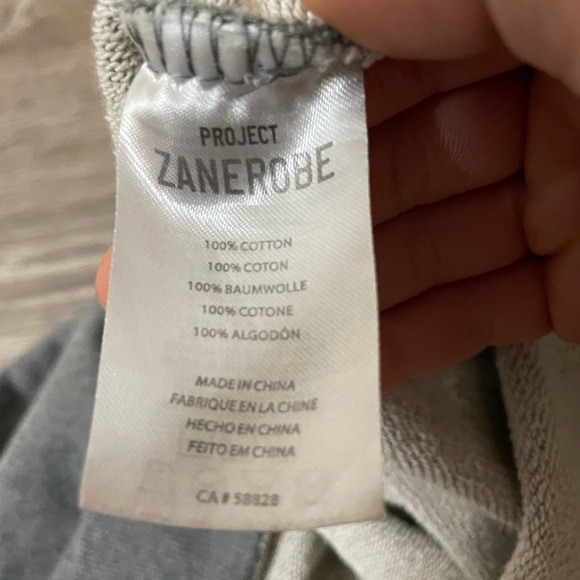 PROJECT
ZANEROBE
100% COTTON
100% COTON
100% BAUMWOLLE
100% COTONE
100% ALGODÓN
MADE IN CHINA
FABRIQUE EN LA CHINE
HECHO EN CHINA
FEITO EM CHINA
CA # 58828